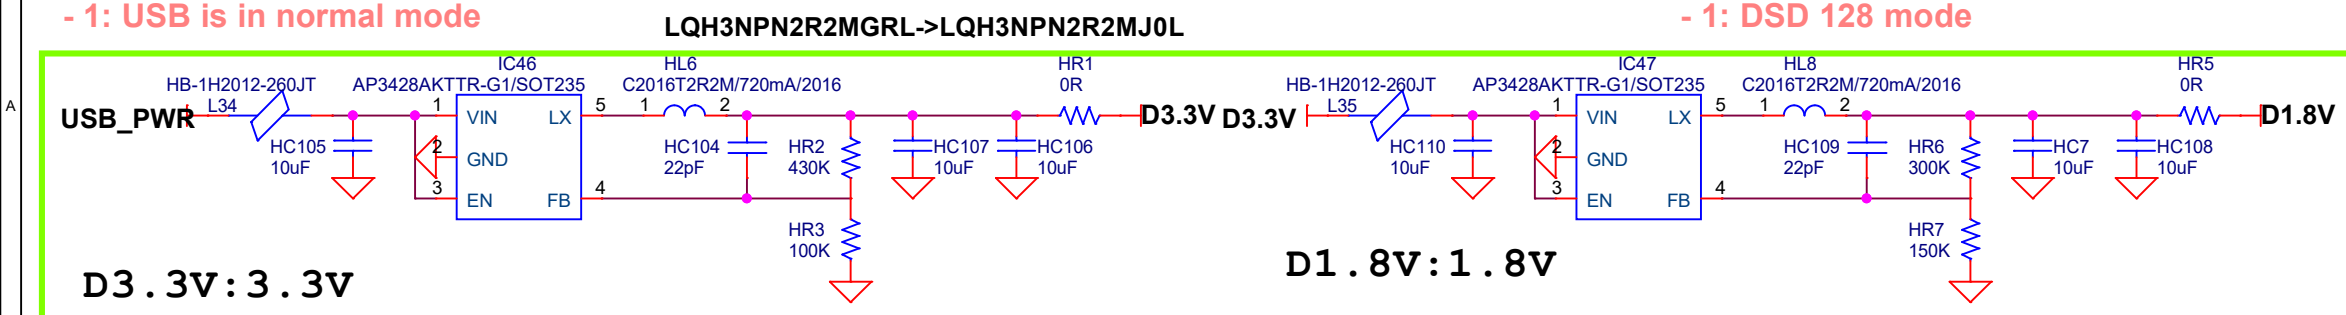 - 1: USB is in normal mode
LQH3NPN2R2MGRL->LQH3NPN2R2MJ0L
- 1: DSD 128 mode
A
USB_PWR
HB-1H2012-260JT
L34
HC105
10uF
IC46
AP3428AKTTR-G1/SOT235
1
VIN
LX
5
2
GND
3
EN
FB
4
HL6
C2016T2R2M/720mA/2016
1
2
HC104
22pF
HR2
430K
HC107
10uF
HC106
10uF
HR3
100K
HR1
0R
D3.3V
D3.3V:3.3V
D3.3V
HB-1H2012-260JT
L35
HC110
10uF
IC47
AP3428AKTTR-G1/SOT235
1
VIN
LX
5
2
GND
3
EN
FB
4
HL8
C2016T2R2M/720mA/2016
1
2
HC109
22pF
HR6
300K
HC7
10uF
HC108
10uF
HR7
150K
HR5
0R
D1.8V
D1.8V:1.8V